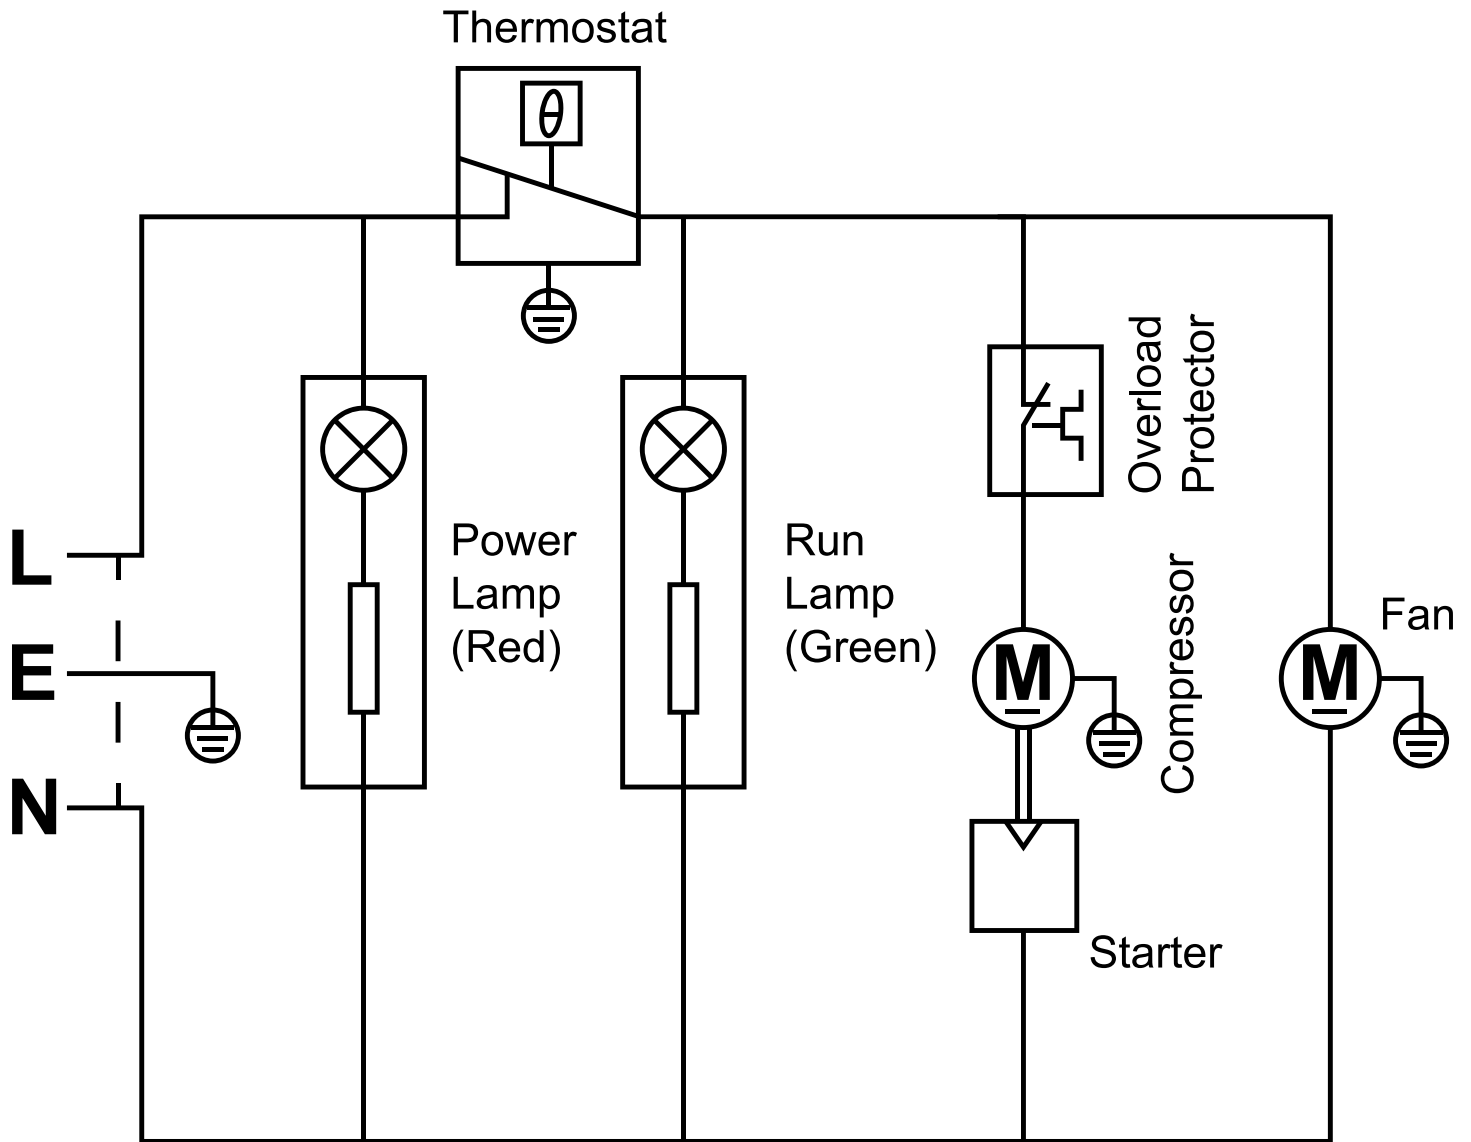 Thermostat
θ
Overload
Protector
L
E
N
Power
Lamp
(Red)
Run
Lamp
(Green)
Compressor
Fan
M
M
Starter